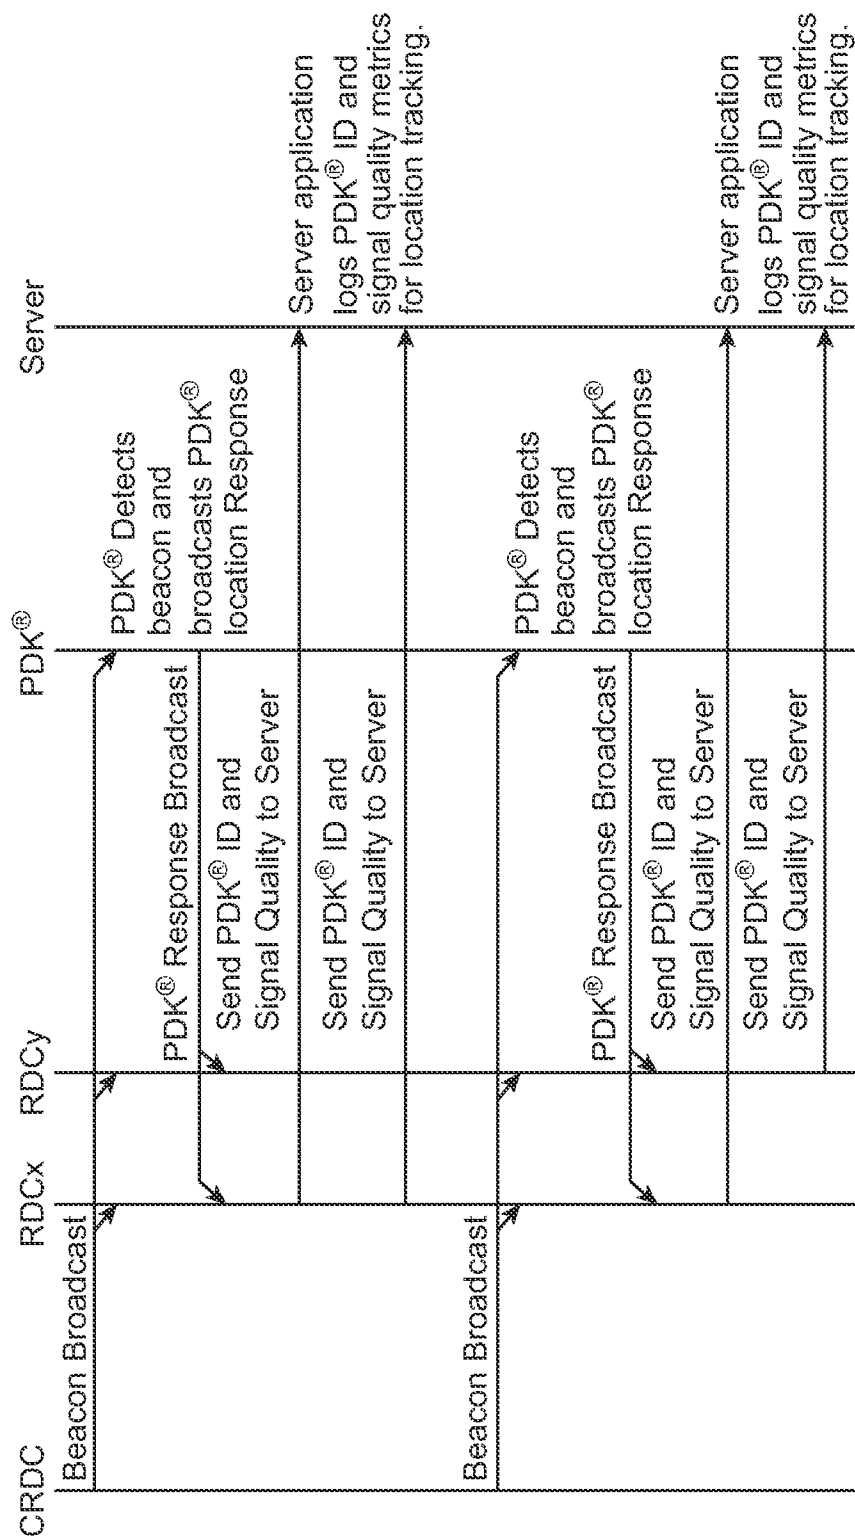 CRDC
RDCx
RDCy
PDK®
Server
Beacon Broadcast
PDK® Detects
beacon and
broadcasts PDK®
location Response
PDK® Response Broadcast
Send PDK® ID and
Signal Quality to Server
Server application
logs PDK® ID and
signal quality metrics
for location tracking.
Send PDK® ID and
Signal Quality to Server
Beacon Broadcast
PDK® Detects
beacon and
broadcasts PDK®
location Response
PDK® Response Broadcast
Send PDK® ID and
Signal Quality to Server
Server application
logs PDK® ID and
signal quality metrics
for location tracking.
Send PDK® ID and
Signal Quality to Server